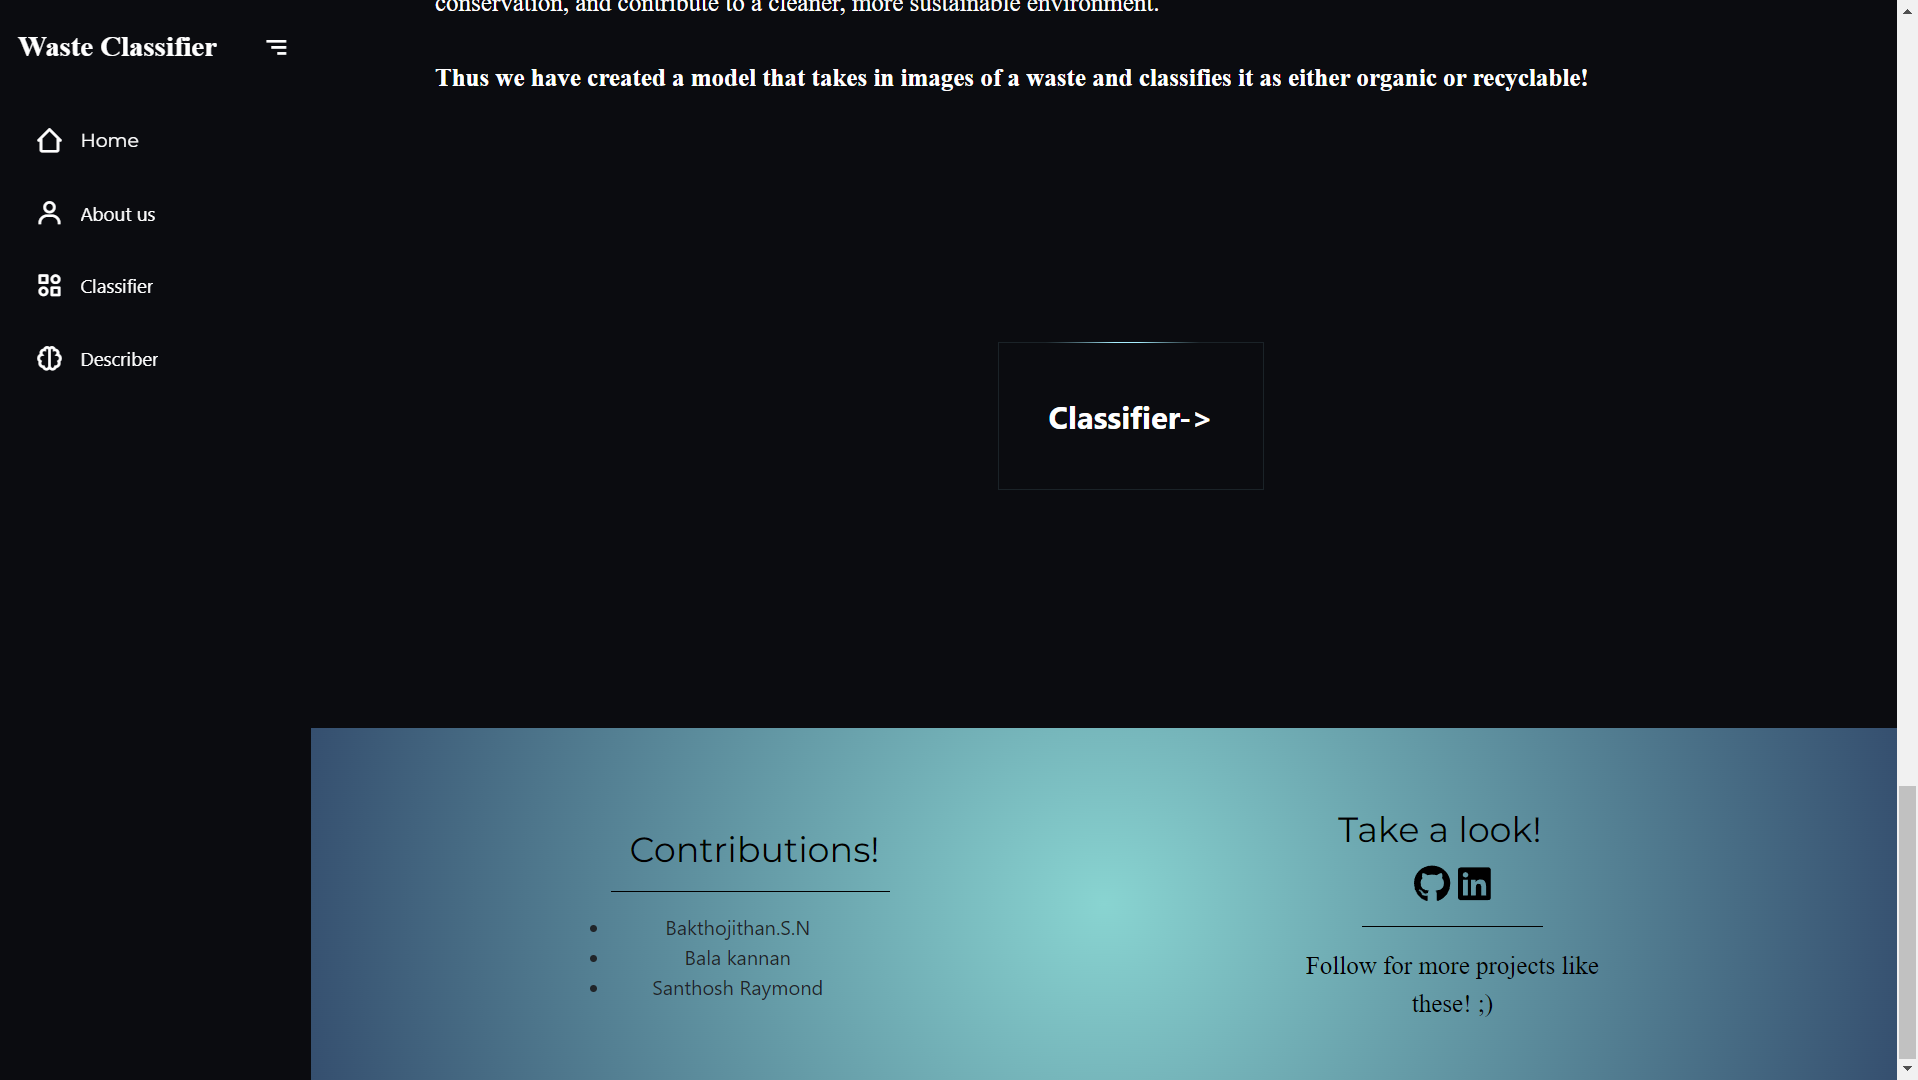 conservation, and contribute to a cleaner, more sustainable environment.
Waste Classifier
Thus we have created a model that takes in images of a waste and classifies it as either organic or recyclable!
Home
About us
Classifier
Describer
Classifier->
Contributions!
Bakthojithan.S.N
Bala kannan
Santhosh Raymond
Take a look!
in
Follow for more projects like
these! ;)